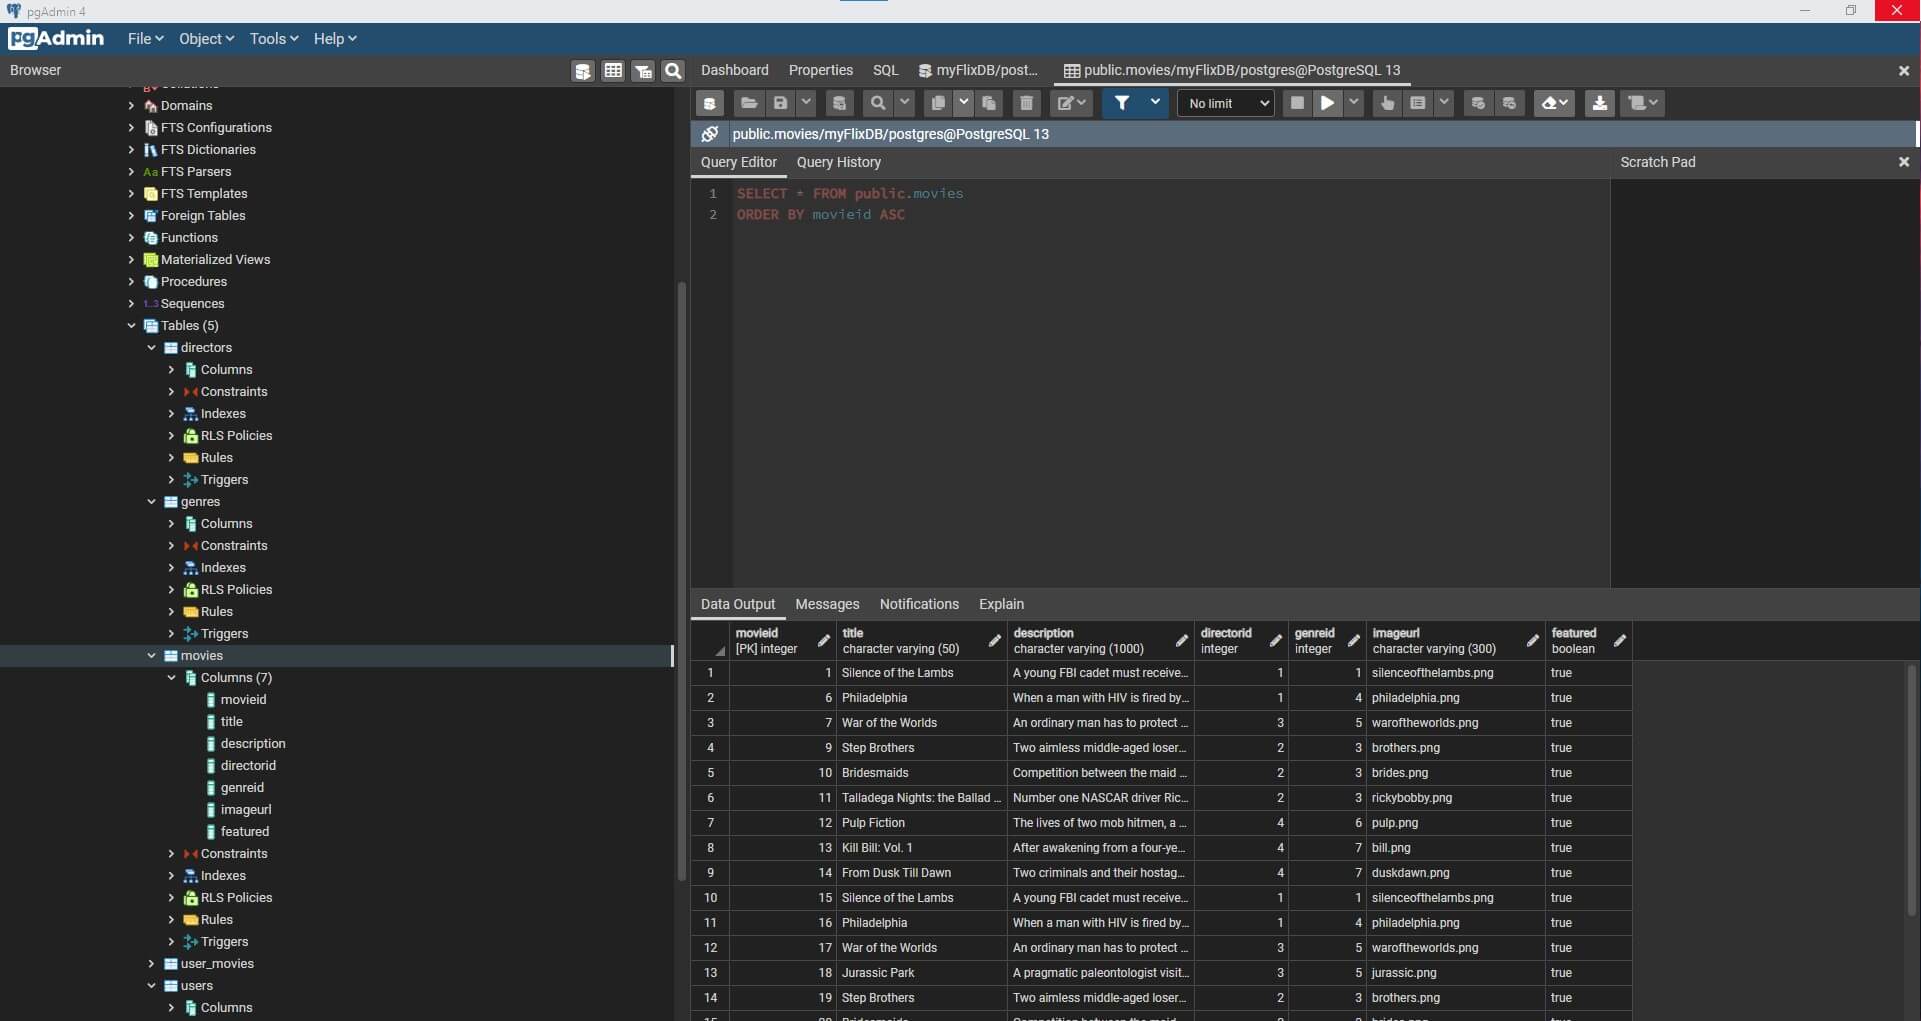 pgAdmin 4
pgAdmin File Object Tools Help
Browser
Dashboard Properties SQL myFlixDB/post... public.movies/myFlixDB/postgres@PostgreSQL 13
No limit
public.movies/myFlixDB/postgres@PostgreSQL 13
Query Editor Query History
Scratch Pad
1 SELECT * FROM public.movies
2 ORDER BY movieid ASC
Domains
FTS Configurations
FTS Dictionaries
Aa FTS Parsers
FTS Templates
Foreign Tables
Functions
Materialized Views
Procedures
1..3 Sequences
Tables (5)
directors
Columns
Constraints
Indexes
RLS Policies
Rules
Triggers
genres
Columns
Constraints
Indexes
RLS Policies
Rules
Triggers
movies
Columns (7)
movieid
title
description
directorid
genreid
imageurl
featured
Constraints
Indexes
RLS Policies
Rules
Triggers
user_movies
users
Columns
Data Output Messages Notifications Explain
movieid title description directorid genreid imageurl featured
[PK] integer character varying (50) character varying (1000) integer integer character varying (300) boolean
1 1 Silence of the Lambs A young FBI cadet must receive... 1 1 silenceofthelambs.png true
2 6 Philadelphia When a man with HIV is fired by... 1 4 philadelphia.png true
3 7 War of the Worlds An ordinary man has to protect ... 3 5 waroftheworlds.png true
4 9 Step Brothers Two aimless middle-aged loser... 2 3 brothers.png true
5 10 Bridesmaids Competition between the maid ... 2 3 brides.png true
6 11 Talladega Nights: the Ballad ... Number one NASCAR driver Ric... 2 3 rickybobby.png true
7 12 Pulp Fiction The lives of two mob hitmen, a ... 4 6 pulp.png true
8 13 Kill Bill: Vol. 1 After awakening from a four-ye... 4 7 bill.png true
9 14 From Dusk Till Dawn Two criminals and their hostag... 4 7 duskdawn.png true
10 15 Silence of the Lambs A young FBI cadet must receive... 1 1 silenceofthelambs.png true
11 16 Philadelphia When a man with HIV is fired by... 1 4 philadelphia.png true
12 17 War of the Worlds An ordinary man has to protect ... 3 5 waroftheworlds.png true
13 18 Jurassic Park A pragmatic paleontologist visit... 3 5 jurassic.png true
14 19 Step Brothers Two aimless middle-aged loser... 2 3 brothers.png true